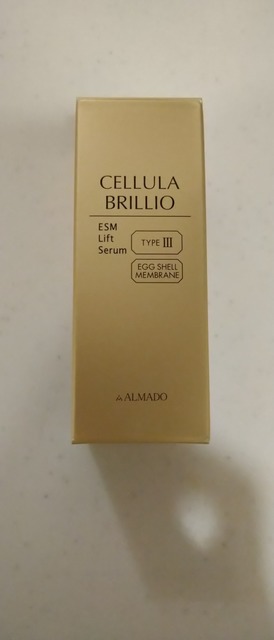 CELLULA
BRILLIO
ESM
Lift
Serum
TYPE III
EGG SHELL
MEMBRANE
ALMADO